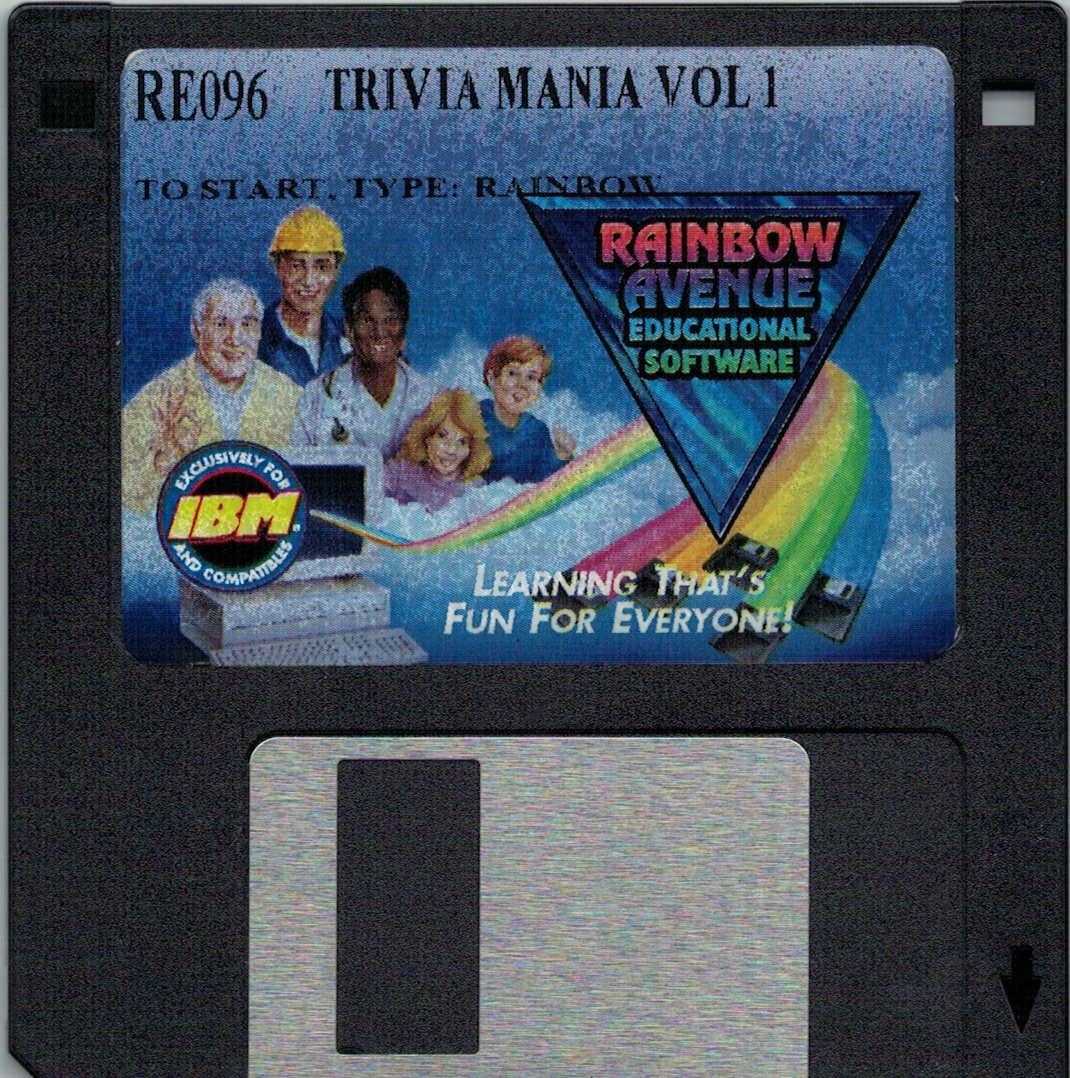 RE096 TRIVIA MANIA VOL 1
TO START, TYPE: RAINBOW
RAINBOW
AVENUE
EDUCATIONAL
SOFTWARE
EXCLUSIVELY FOR
IBM®
AND COMPATIBLES
LEARNING THAT'S
FUN FOR EVERYONE!